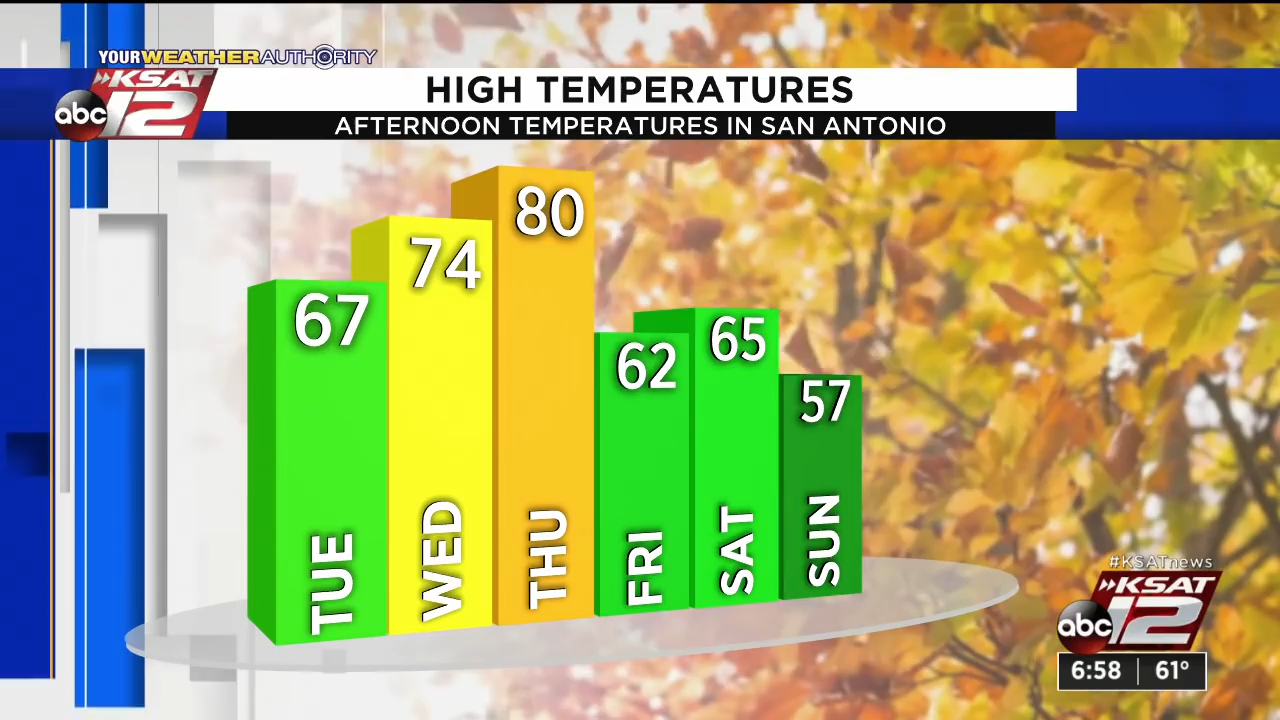 YOURWEATHERAUTHORITY
KSAT
abc 12
HIGH TEMPERATURES
AFTERNOON TEMPERATURES IN SAN ANTONIO
67
74
80
62
65
57
TUE
WED
THU
FRI
SAT
SUN
#KSATnews
KSAT
abc 12
6:58 61°